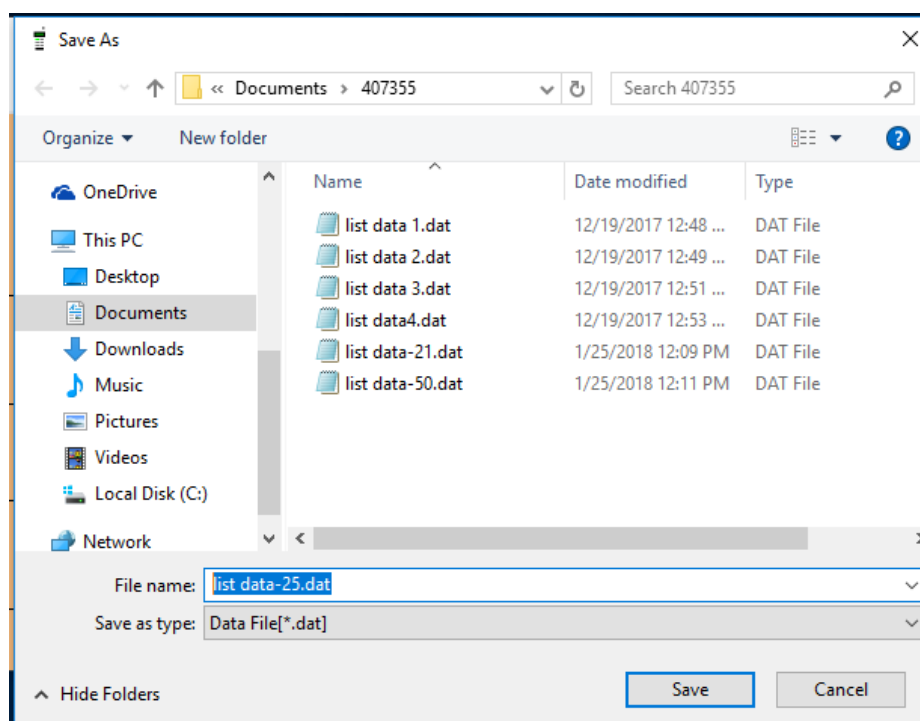 Save As
« Documents › 407355
Search 407355
Organize
New folder
?
Name
Date modified
Type
OneDrive
This PC
Desktop
Documents
Downloads
Music
Pictures
Videos
Local Disk (C:)
Network
list data 1.dat 12/19/2017 12:48 ... DAT File
list data 2.dat 12/19/2017 12:49 ... DAT File
list data 3.dat 12/19/2017 12:51 ... DAT File
list data4.dat 12/19/2017 12:53 ... DAT File
list data-21.dat 1/25/2018 12:09 PM DAT File
list data-50.dat 1/25/2018 12:11 PM DAT File
File name: list data-25.dat
Save as type: Data File[*.dat]
Hide Folders
Save
Cancel